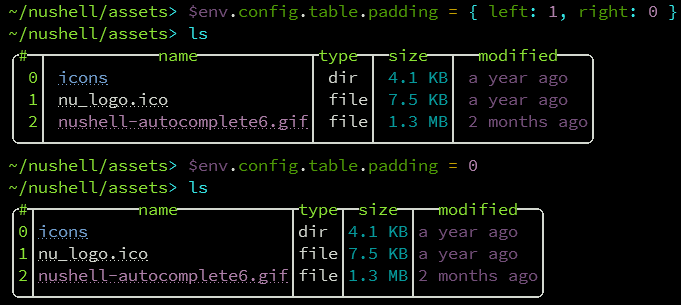 ~/nushell/assets> $env.config.table.padding = { left: 1, right: 0 }
~/nushell/assets> ls
# name type size modified
0 icons dir 4.1 KB a year ago
1 nu_logo.ico file 7.5 KB a year ago
2 nushell-autocomplete6.gif file 1.3 MB 2 months ago
~/nushell/assets> $env.config.table.padding = 0
~/nushell/assets> ls
# name type size modified
0 icons dir 4.1 KB a year ago
1 nu_logo.ico file 7.5 KB a year ago
2 nushell-autocomplete6.gif file 1.3 MB 2 months ago